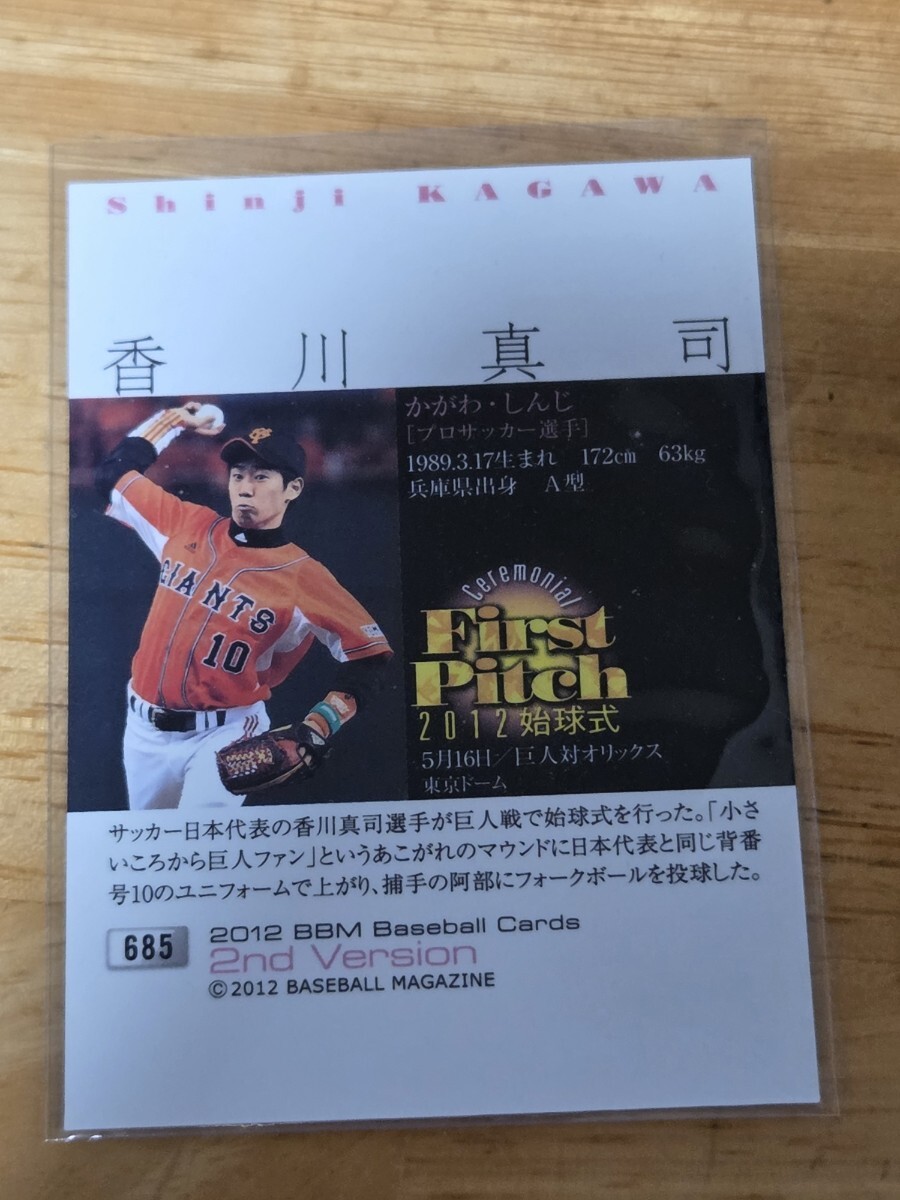 Shinji KAGAWA
香川真司
かがわ・しんじ
[プロサッカー選手]
1989.3.17生まれ 172cm 63kg
兵庫県出身 A型
GIANTS
10
Ceremonial
First
Pitch
2012始球式
5月16日/巨人対オリックス
東京ドーム
サッカー日本代表の香川真司選手が巨人戦で始球式を行った。「小さ
いころから巨人ファン」というあこがれのマウンドに日本代表と同じ背番
号10のユニフォームで上がり、捕手の阿部にフォークボールを投球した。
685
2012 BBM Baseball Cards
2nd Version
©2012 BASEBALL MAGAZINE